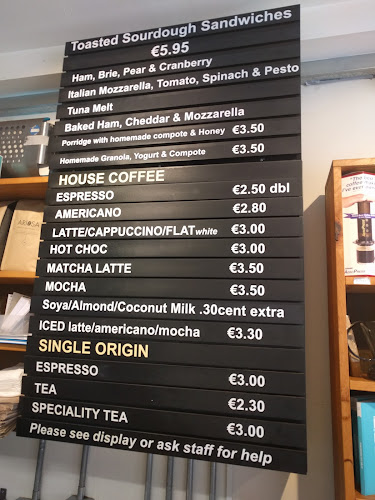 Toasted Sourdough Sandwiches
€5.95
Ham, Brie, Pear & Cranberry
Italian Mozzarella, Tomato, Spinach & Pesto
Tuna Melt
Baked Ham, Cheddar & Mozzarella
Porridge with homemade compote & Honey €3.50
Homemade Granola, Yogurt & Compote €3.50
HOUSE COFFEE
ESPRESSO €2.50 dbl
AMERICANO €2.80
LATTE/CAPPUCCINO/FLATwhite €3.00
HOT CHOC €3.00
MATCHA LATTE €3.50
MOCHA €3.50
Soya/Almond/Coconut Milk .30cent extra
ICED latte/americano/mocha €3.30
SINGLE ORIGIN
ESPRESSO €3.00
TEA €2.30
SPECIALITY TEA €3.00
Please see display or ask staff for help